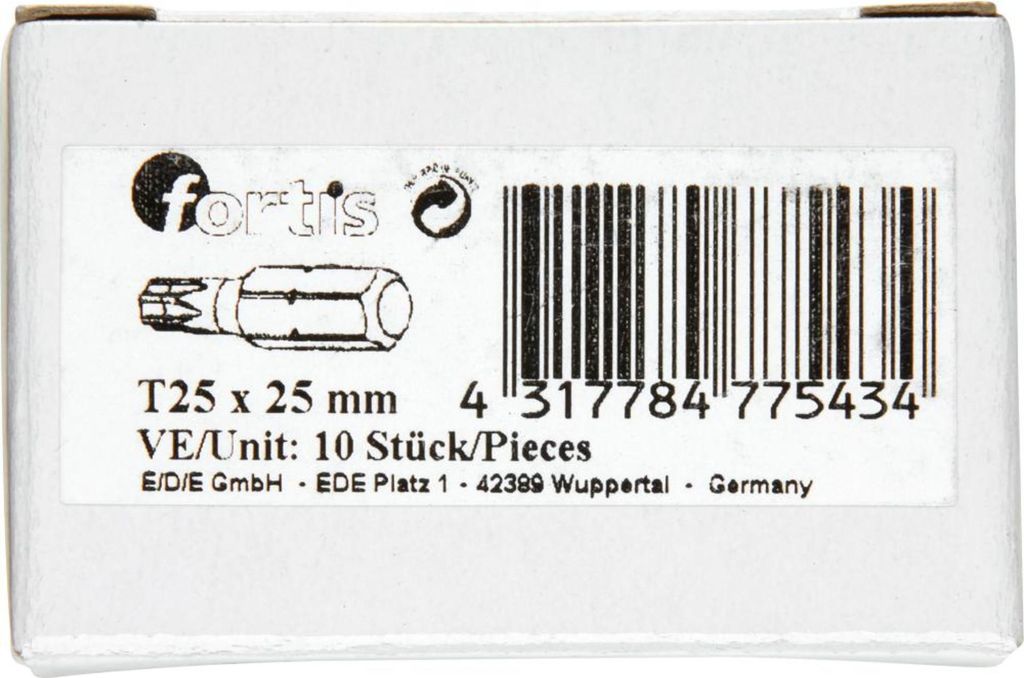 fortis
T25 x 25 mm
4 317784 775434
VE/Unit: 10 Stück/Pieces
E/D/E GmbH - EDE Platz 1 - 42389 Wuppertal - Germany